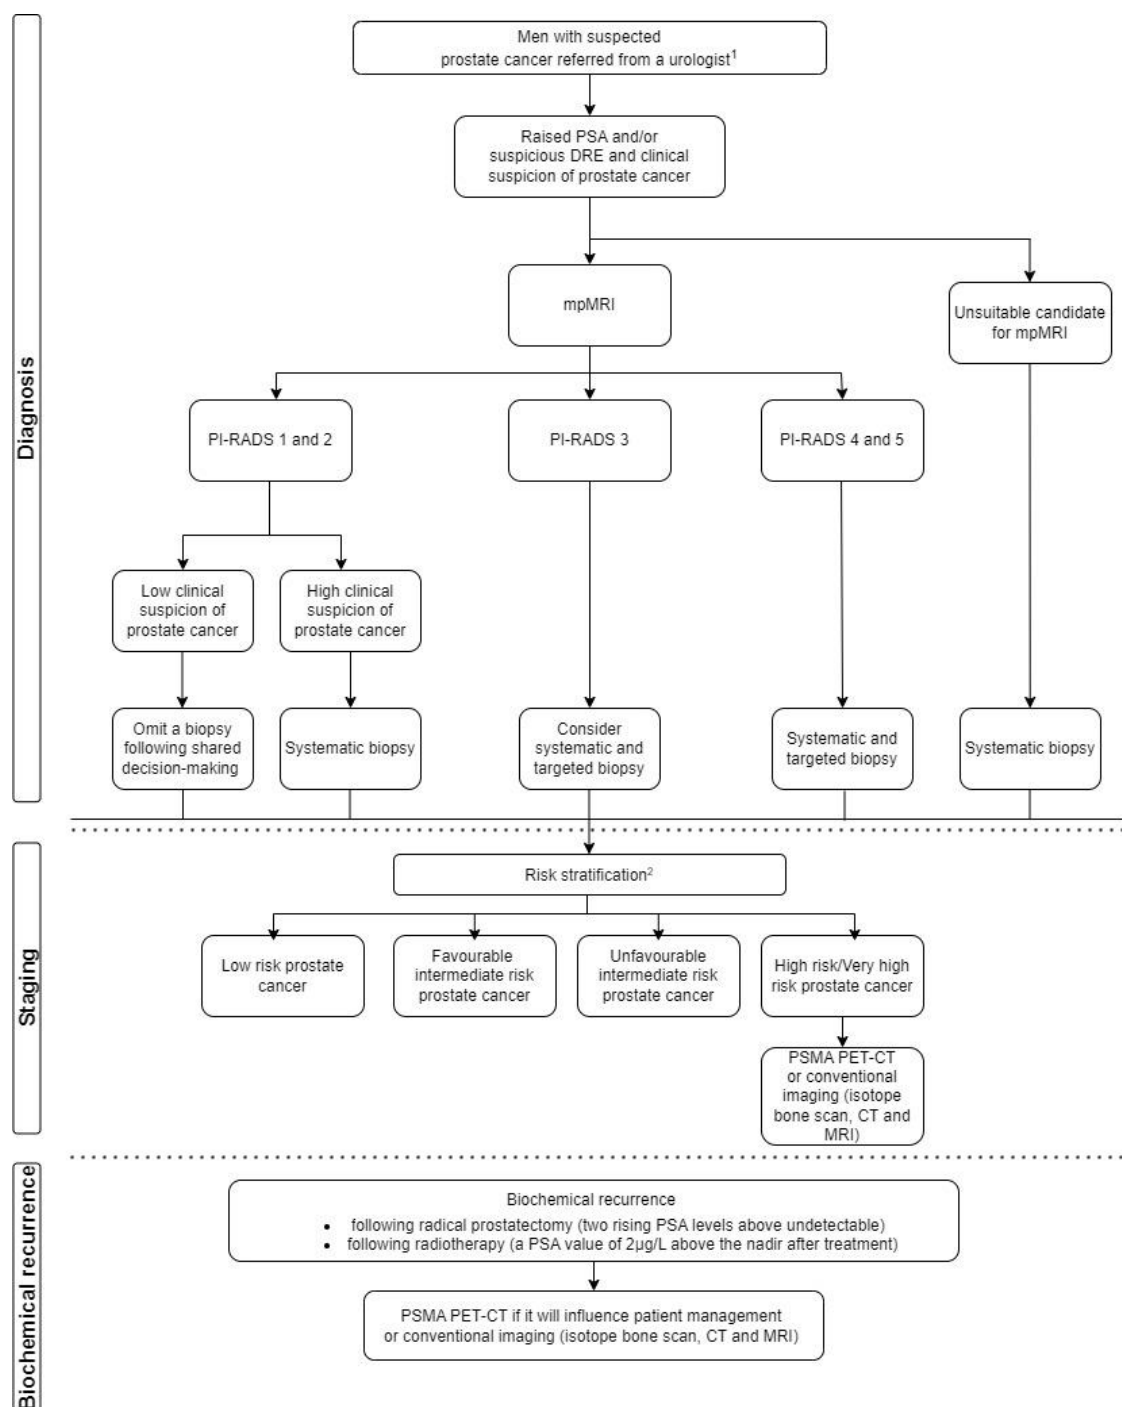 Men with suspected
prostate cancer referred from a urologist1
Raised PSA and/or
suspicious DRE and clinical
suspicion of prostate cancer
mpMRI
Unsuitable candidate
for mpMRI
Diagnosis
PI-RADS 1 and 2
PI-RADS 3
PI-RADS 4 and 5
Low clinical
suspicion of
prostate cancer
High clinical
suspicion of
prostate cancer
Omit a biopsy
following shared
decision-making
Systematic biopsy
Consider
systematic and
targeted biopsy
Systematic and
targeted biopsy
Systematic biopsy
Staging
Risk stratification2
Low risk prostate
cancer
Favourable
intermediate risk
prostate cancer
Unfavourable
intermediate risk
prostate cancer
High risk/Very high
risk prostate cancer
PSMA PET-CT
or conventional
imaging (isotope
bone scan, CT and
MRI)
Biochemical recurrence
Biochemical recurrence
• following radical prostatectomy (two rising PSA levels above undetectable)
• following radiotherapy (a PSA value of 2µg/L above the nadir after treatment)
PSMA PET-CT if it will influence patient management
or conventional imaging (isotope bone scan, CT and MRI)